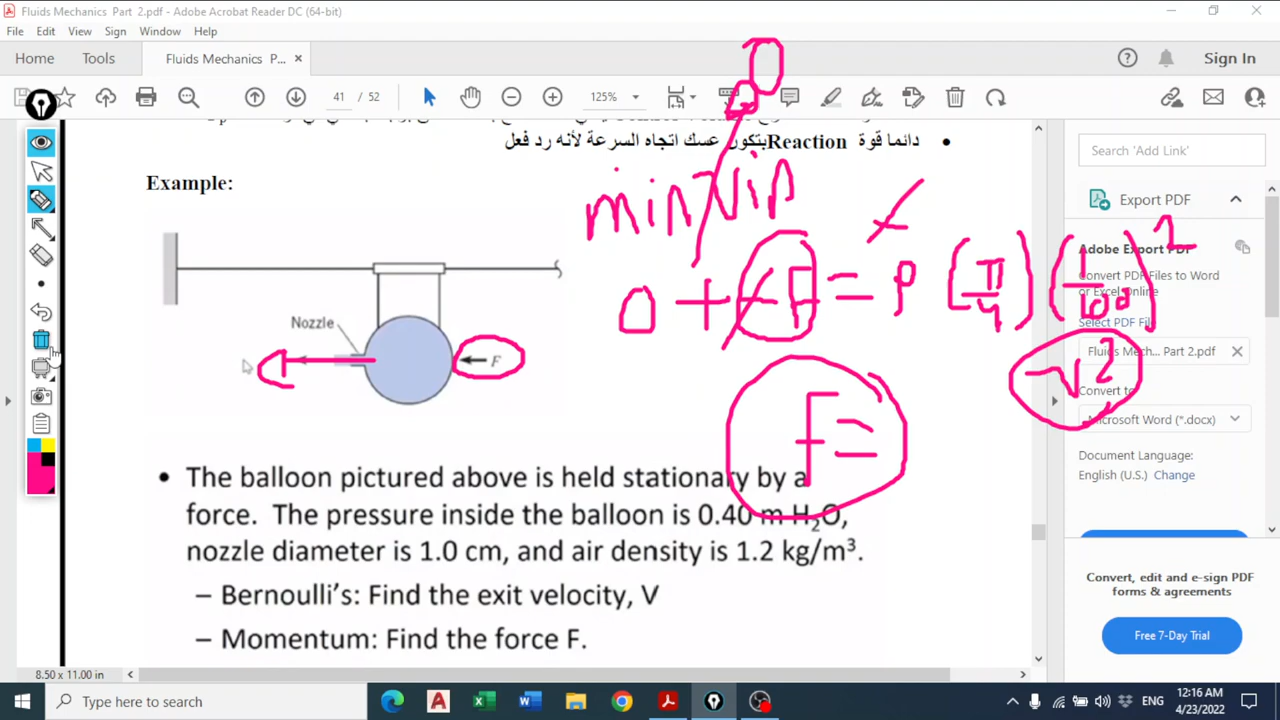 Fluids Mechanics Part 2.pdf - Adobe Acrobat Reader DC (64-bit)
File Edit View Sign Window Help
Home Tools Fluids Mechanics P... × Sign In
41 / 52 125%
• دائما قوة Reaction بتكون عسك اتجاه السرعة لأنه رد فعل
Example:
Nozzle
F
min Vin 0
0 + -F = ρ (π/4) (1/100)² V²
F =
• The balloon pictured above is held stationary by a
force. The pressure inside the balloon is 0.40 m H₂O,
nozzle diameter is 1.0 cm, and air density is 1.2 kg/m³.
– Bernoulli's: Find the exit velocity, V
– Momentum: Find the force F.
8.50 x 11.00 in
Search 'Add Link'
Export PDF
Adobe Export PDF
Convert PDF Files to Word
or Excel Online
Select PDF File
Fluids Mech... Part 2.pdf ×
Convert to
Microsoft Word (*.docx)
Document Language:
English (U.S.) Change
Convert, edit and e-sign PDF
forms & agreements
Free 7-Day Trial
Type here to search
ENG
12:16 AM
4/23/2022